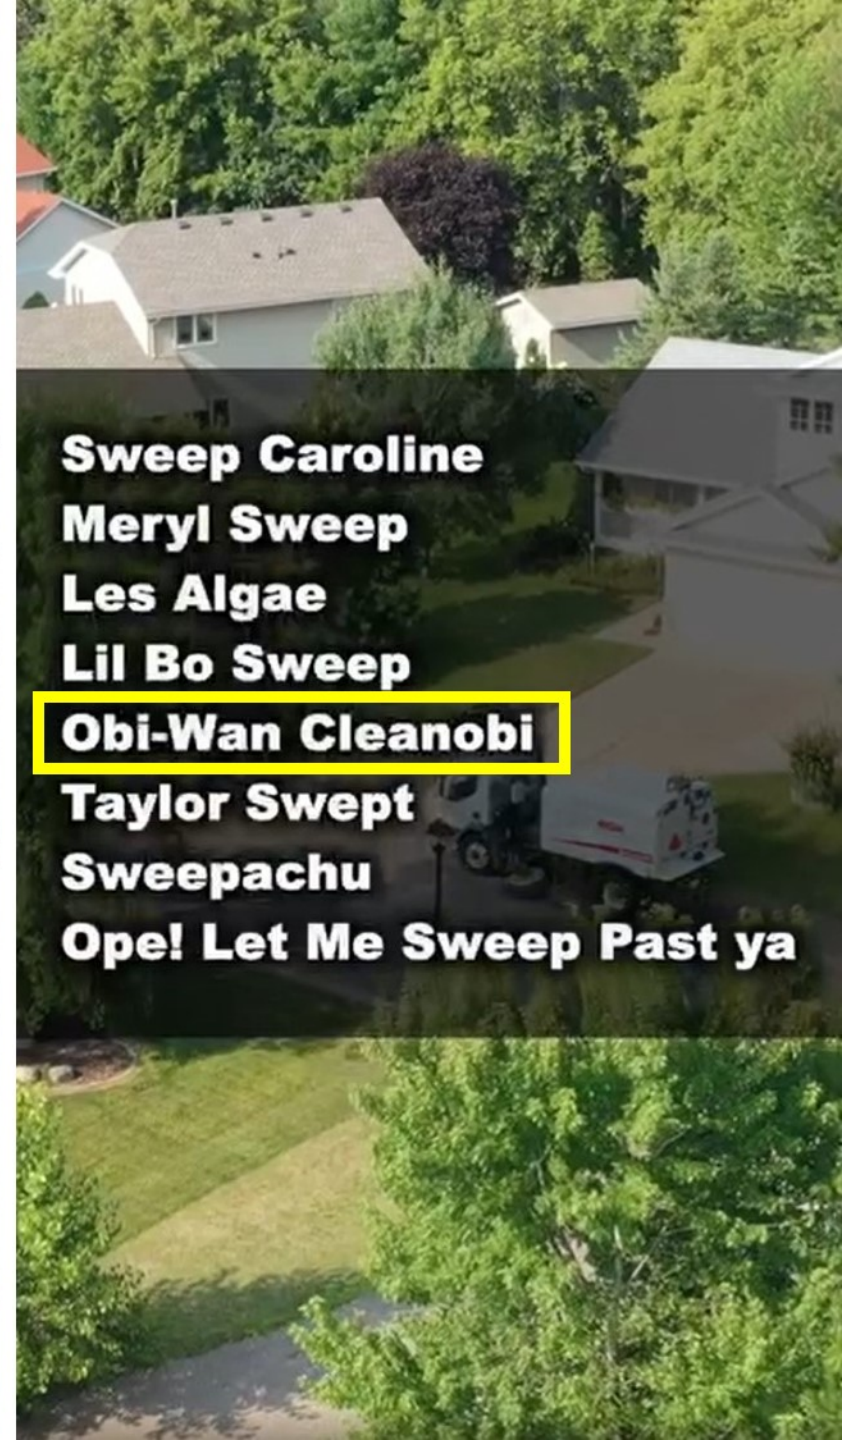 Sweep Caroline
Meryl Sweep
Les Algae
Lil Bo Sweep
Obi-Wan Cleanobi
Taylor Swept
Sweepachu
Ope! Let Me Sweep Past ya